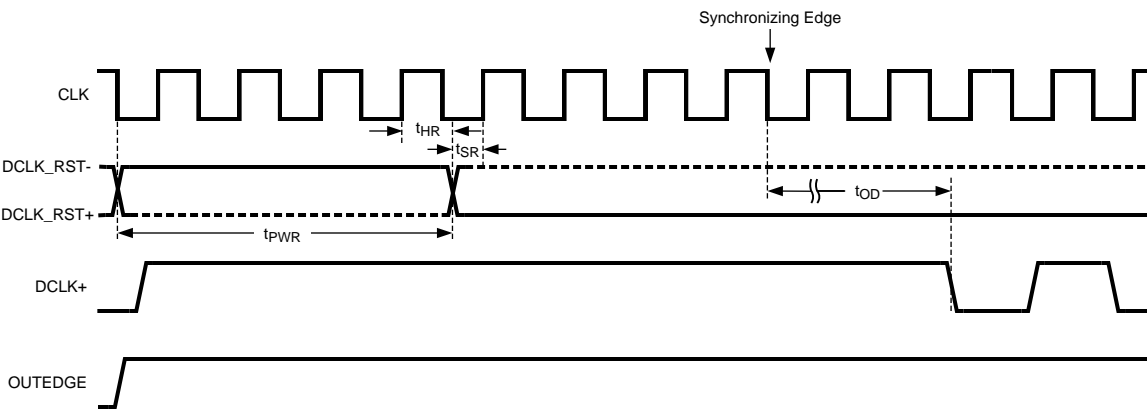 Synchronizing Edge
CLK
tHR
tSR
DCLK_RST-
tOD
DCLK_RST+
tPWR
DCLK+
OUTEDGE